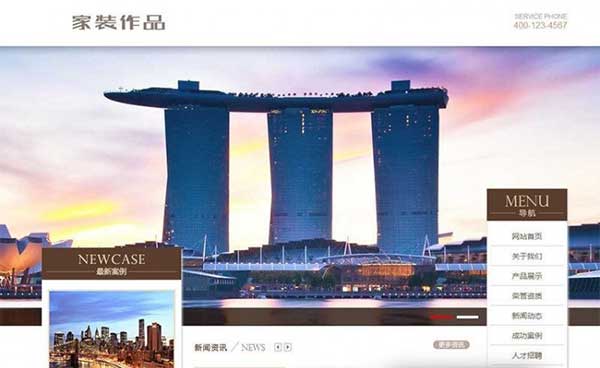 家装作品
SERVICE PHONE
400-123-4567
MENU
导航
网站首页
关于我们
产品展示
荣誉资质
新闻动态
成功案例
人才招聘
NEWCASE
最新案例
新闻资讯 / NEWS
更多资讯